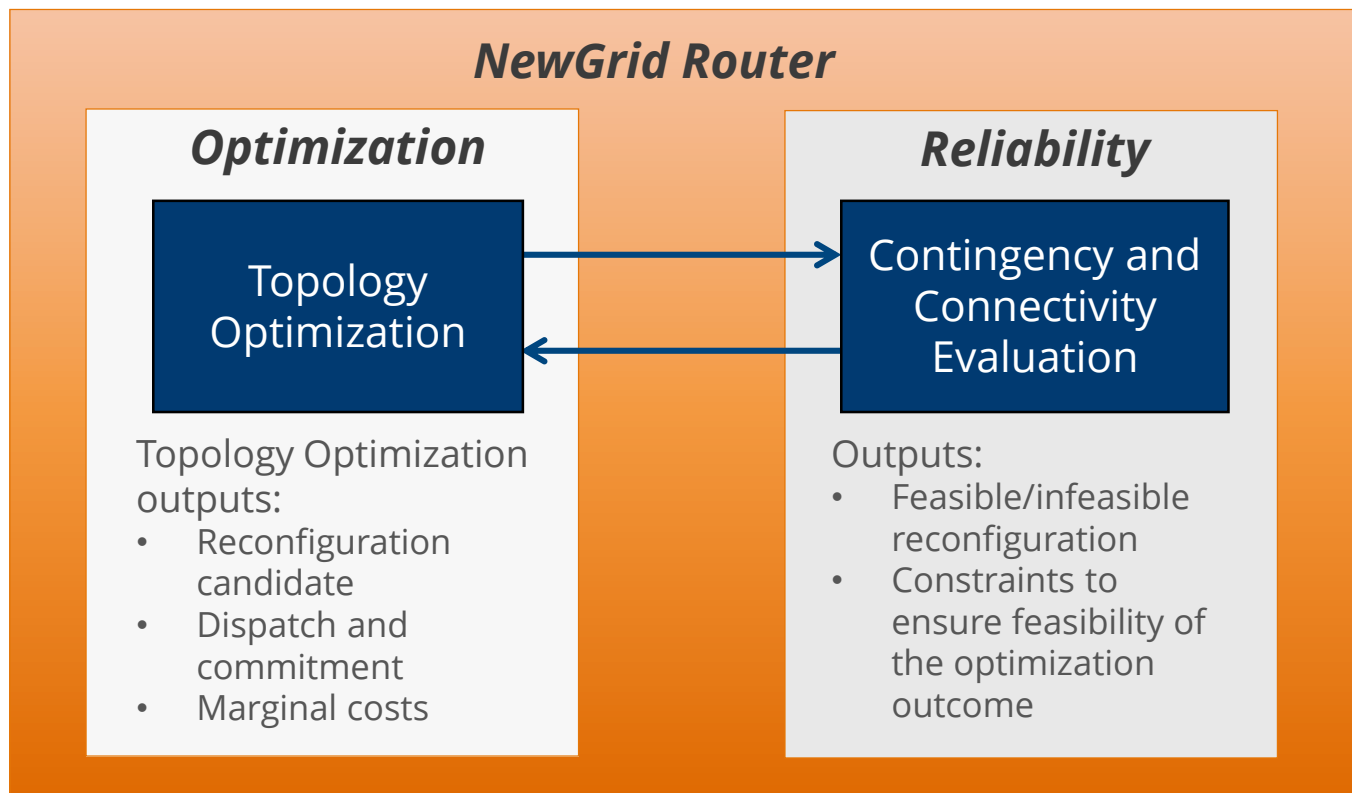 NewGrid Router
Optimization
Topology
Optimization
Topology Optimization
outputs:
• Reconfiguration
candidate
• Dispatch and
commitment
• Marginal costs
Reliability
Contingency and
Connectivity
Evaluation
Outputs:
• Feasible/infeasible
reconfiguration
• Constraints to
ensure feasibility of
the optimization
outcome